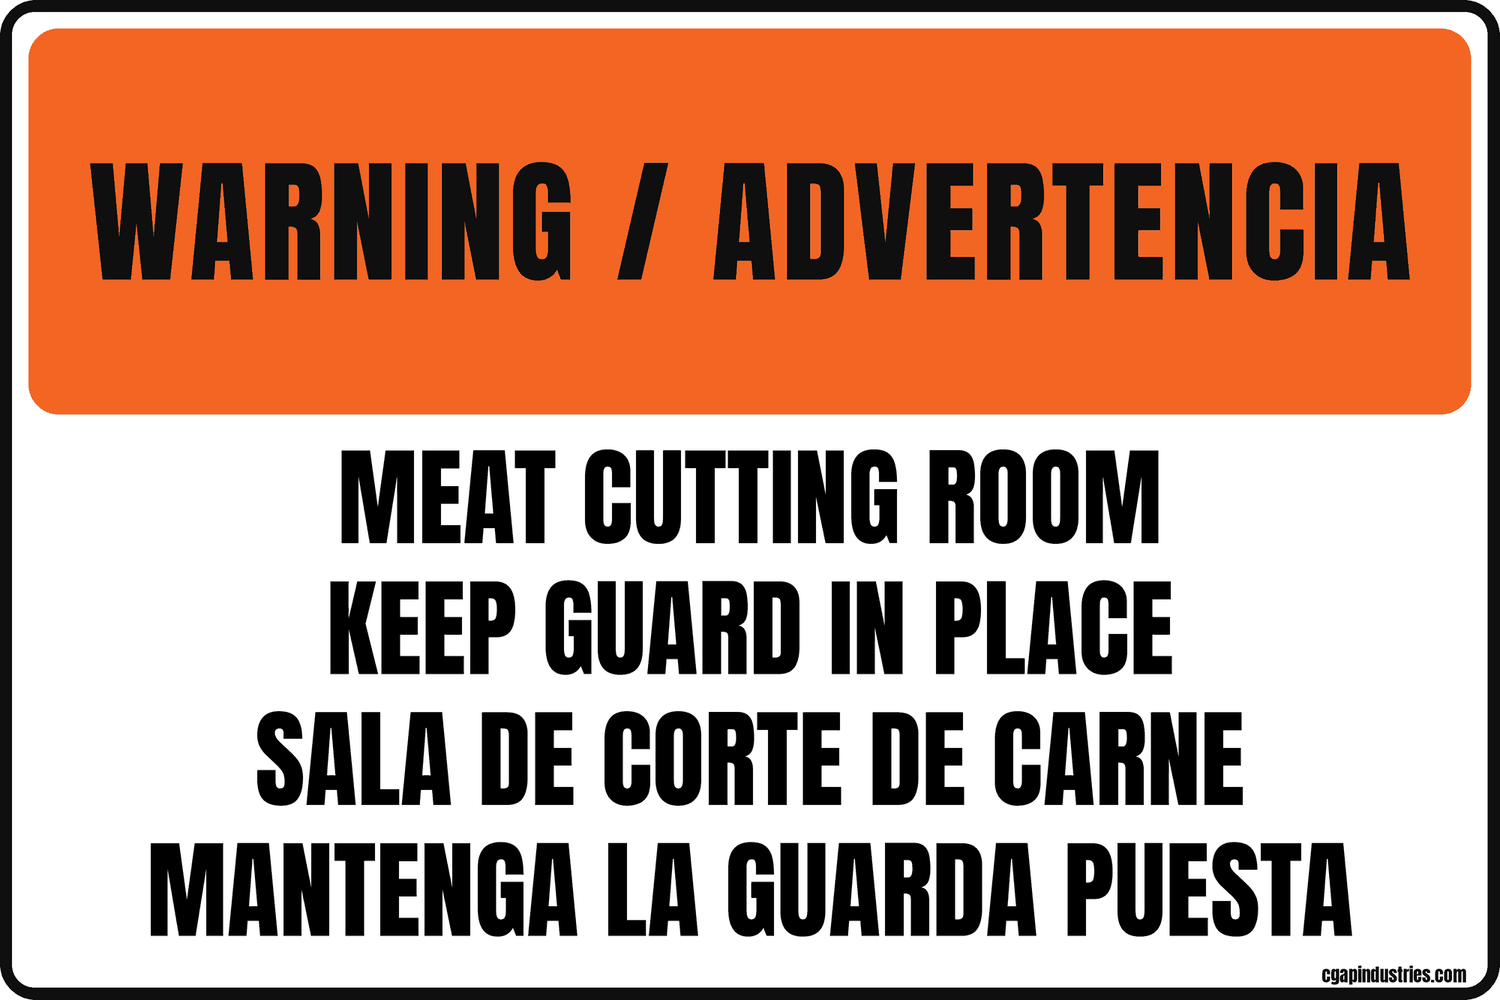 WARNING / ADVERTENCIA
MEAT CUTTING ROOM
KEEP GUARD IN PLACE
SALA DE CORTE DE CARNE
MANTENGA LA GUARDA PUESTA
cgapindustries.com